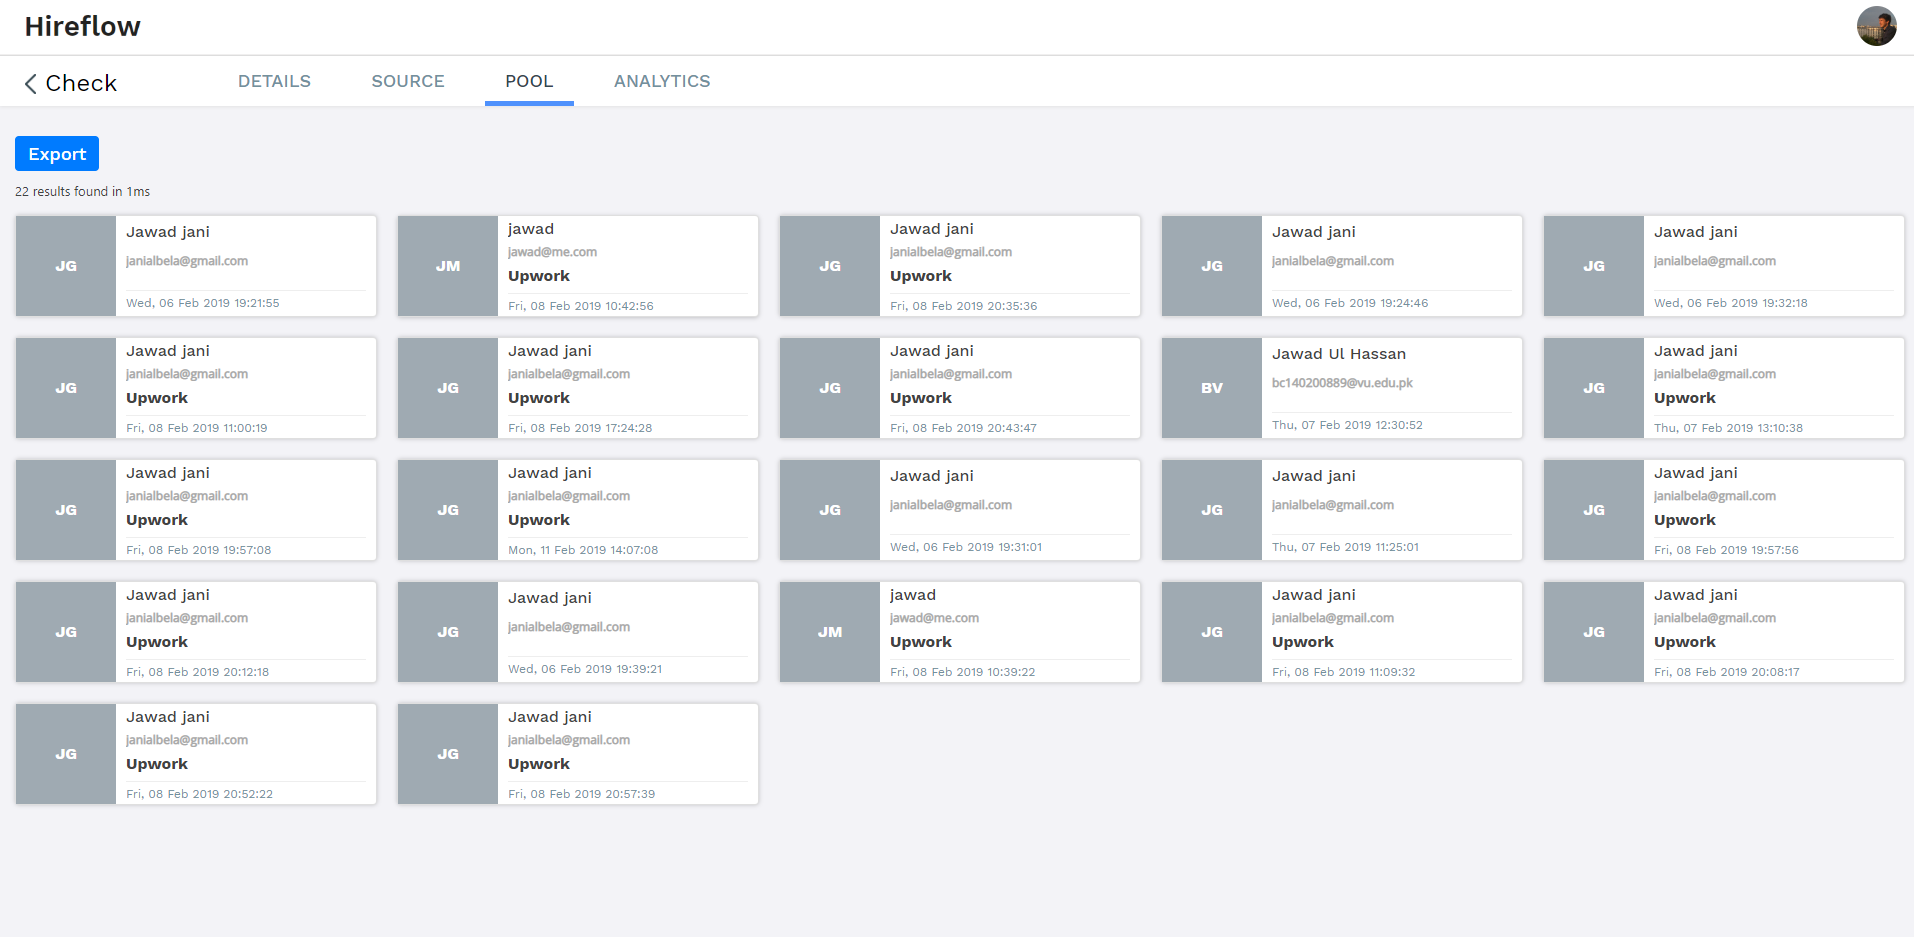 Hireflow
Check DETAILS SOURCE POOL ANALYTICS
Export
22 results found in 1ms
JG
Jawad jani
janialbela@gmail.com
Wed, 06 Feb 2019 19:21:55
JM
jawad
jawad@me.com
Upwork
Fri, 08 Feb 2019 10:42:56
JG
Jawad jani
janialbela@gmail.com
Upwork
Fri, 08 Feb 2019 20:35:36
JG
Jawad jani
janialbela@gmail.com
Wed, 06 Feb 2019 19:24:46
JG
Jawad jani
janialbela@gmail.com
Wed, 06 Feb 2019 19:32:18
JG
Jawad jani
janialbela@gmail.com
Upwork
Fri, 08 Feb 2019 11:00:19
JG
Jawad jani
janialbela@gmail.com
Upwork
Fri, 08 Feb 2019 17:24:28
JG
Jawad jani
janialbela@gmail.com
Upwork
Fri, 08 Feb 2019 20:43:47
BV
Jawad Ul Hassan
bc140200889@vu.edu.pk
Thu, 07 Feb 2019 12:30:52
JG
Jawad jani
janialbela@gmail.com
Upwork
Thu, 07 Feb 2019 13:10:38
JG
Jawad jani
janialbela@gmail.com
Upwork
Fri, 08 Feb 2019 19:57:08
JG
Jawad jani
janialbela@gmail.com
Upwork
Mon, 11 Feb 2019 14:07:08
JG
Jawad jani
janialbela@gmail.com
Wed, 06 Feb 2019 19:31:01
JG
Jawad jani
janialbela@gmail.com
Thu, 07 Feb 2019 11:25:01
JG
Jawad jani
janialbela@gmail.com
Upwork
Fri, 08 Feb 2019 19:57:56
JG
Jawad jani
janialbela@gmail.com
Upwork
Fri, 08 Feb 2019 20:12:18
JG
Jawad jani
janialbela@gmail.com
Wed, 06 Feb 2019 19:39:21
JM
jawad
jawad@me.com
Upwork
Fri, 08 Feb 2019 10:39:22
JG
Jawad jani
janialbela@gmail.com
Upwork
Fri, 08 Feb 2019 11:09:32
JG
Jawad jani
janialbela@gmail.com
Upwork
Fri, 08 Feb 2019 20:08:17
JG
Jawad jani
janialbela@gmail.com
Upwork
Fri, 08 Feb 2019 20:52:22
JG
Jawad jani
janialbela@gmail.com
Upwork
Fri, 08 Feb 2019 20:57:39